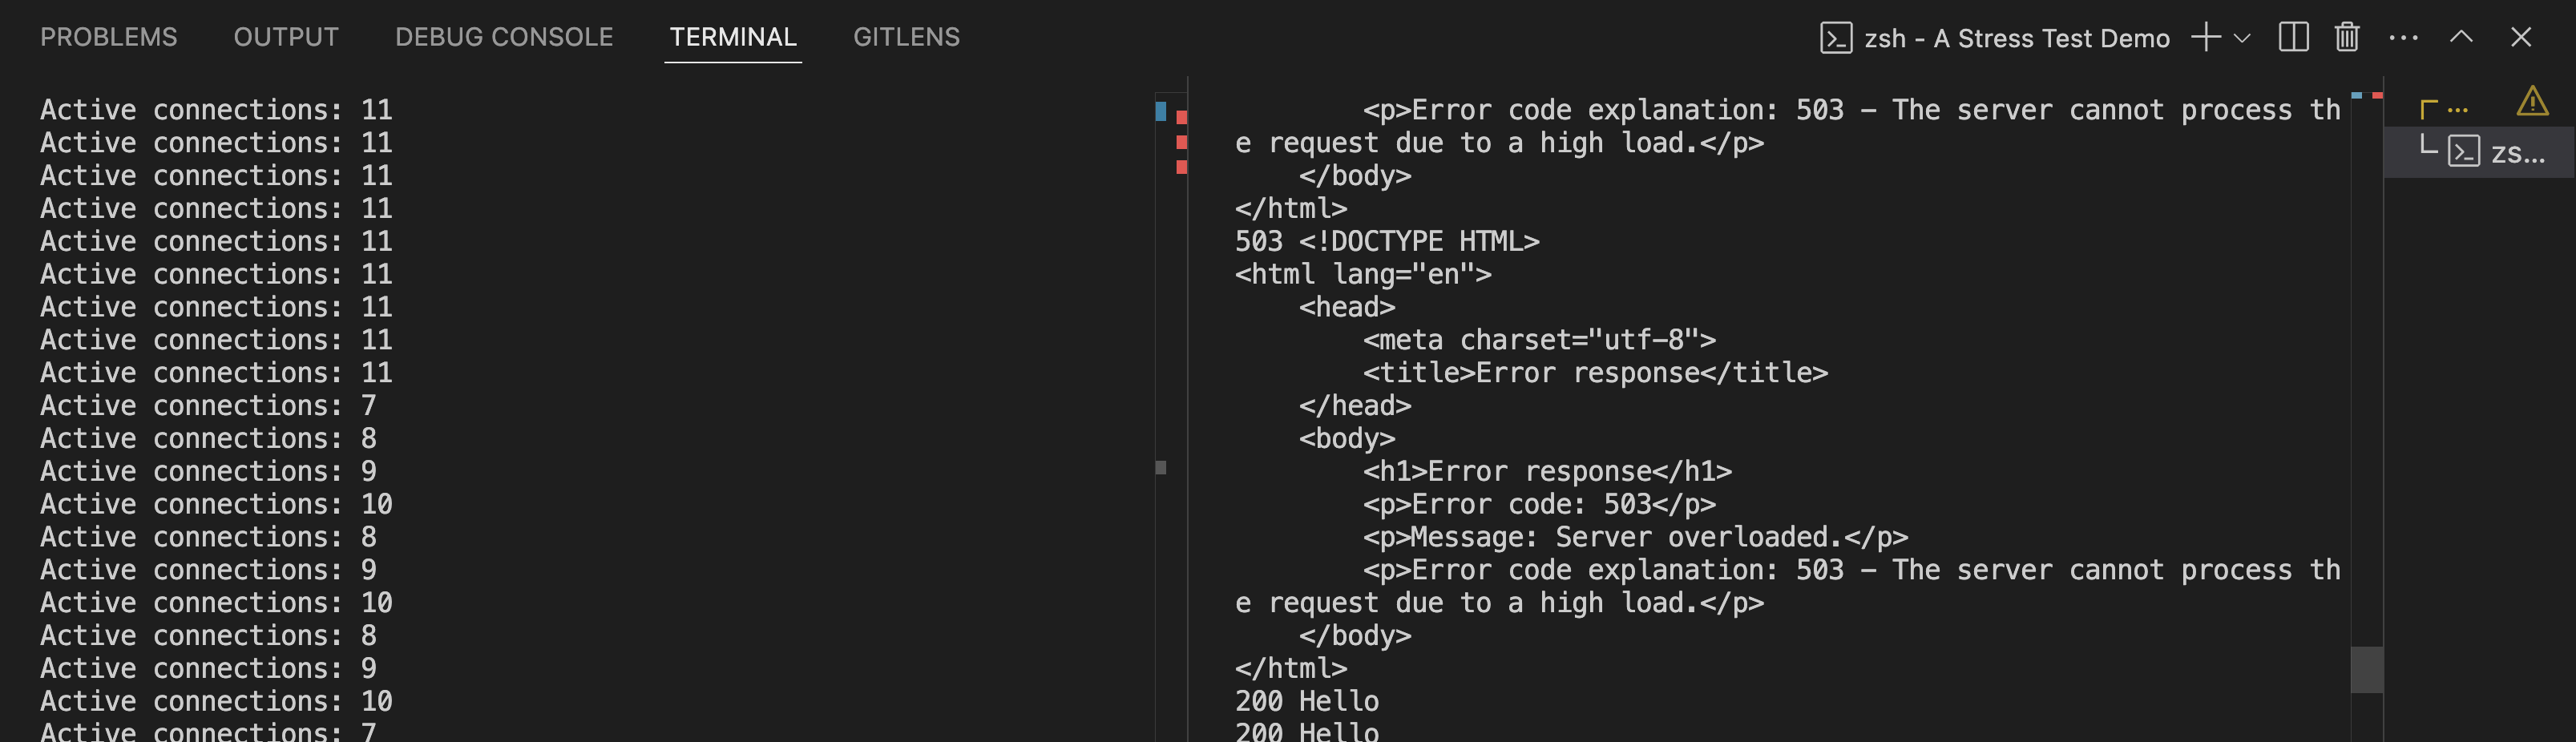 PROBLEMS OUTPUT DEBUG CONSOLE TERMINAL GITLENS zsh - A Stress Test Demo
Active connections: 11
Active connections: 11
Active connections: 11
Active connections: 11
Active connections: 11
Active connections: 11
Active connections: 11
Active connections: 11
Active connections: 11
Active connections: 7
Active connections: 8
Active connections: 9
Active connections: 10
Active connections: 8
Active connections: 9
Active connections: 10
Active connections: 8
Active connections: 9
Active connections: 10
Active connections: 7
        <p>Error code explanation: 503 - The server cannot process th
e request due to a high load.</p>
    </body>
</html>
503 <!DOCTYPE HTML>
<html lang="en">
    <head>
        <meta charset="utf-8">
        <title>Error response</title>
    </head>
    <body>
        <h1>Error response</h1>
        <p>Error code: 503</p>
        <p>Message: Server overloaded.</p>
        <p>Error code explanation: 503 - The server cannot process th
e request due to a high load.</p>
    </body>
</html>
200 Hello
200 Hello
...
zs...